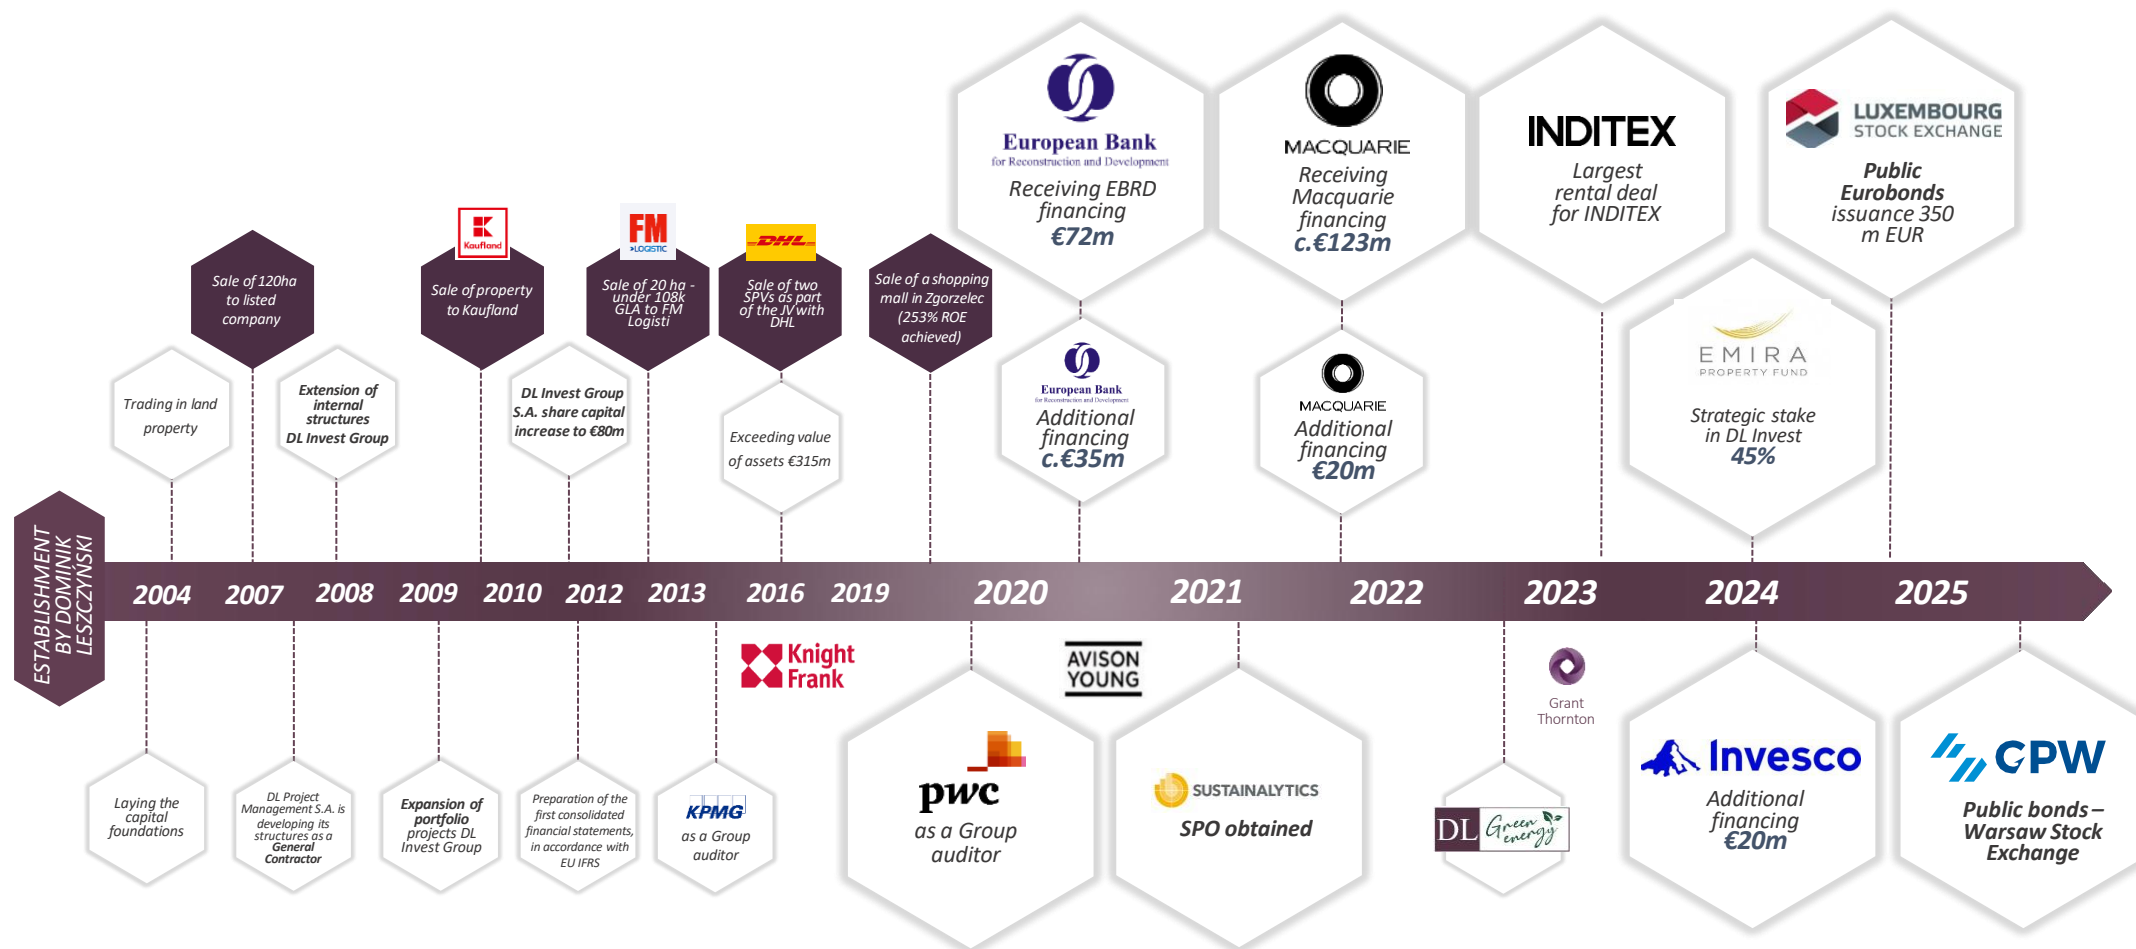 European Bank
for Reconstruction and Development
Receiving EBRD
financing
€72m
MACQUARIE
Receiving
Macquarie
financing
c.€123m
INDITEX
Largest
rental deal
for INDITEX
LUXEMBOURG
STOCK EXCHANGE
Public
Eurobonds
issuance 350
m EUR
Sale of 120ha
to listed
company
Kaufland
Sale of property
to Kaufland
FM
>LOGISTIC
Sale of 20 ha -
under 108k
GLA to FM
Logisti
DHL
Sale of two
SPVs as part
of the JV with
DHL
Sale of a shopping
mall in Zgorzelec
(253% ROE
achieved)
Trading in land
property
Extension of
internal
structures
DL Invest Group
DL Invest Group
S.A. share capital
increase to €80m
Exceeding value
of assets €315m
European Bank
for Reconstruction and Development
Additional
financing
c.€35m
MACQUARIE
Additional
financing
€20m
EMIRA
PROPERTY FUND
Strategic stake
in DL Invest
45%
ESTABLISHMENT
BY DOMINIK
LESZCZYŃSKI
2004
2007
2008
2009
2010
2012
2013
2016
2019
2020
2021
2022
2023
2024
2025
Knight
Frank
AVISON
YOUNG
Grant
Thornton
Laying the
capital
foundations
DL Project
Management S.A. is
developing its
structures as a
General
Contractor
Expansion of
portfolio
projects DL
Invest Group
Preparation of the
first consolidated
financial statements,
in accordance with
EU IFRS
KPMG
as a Group
auditor
pwc
as a Group
auditor
SUSTAINALYTICS
SPO obtained
DL Green
energy
Invesco
Additional
financing
€20m
GPW
Public bonds –
Warsaw Stock
Exchange